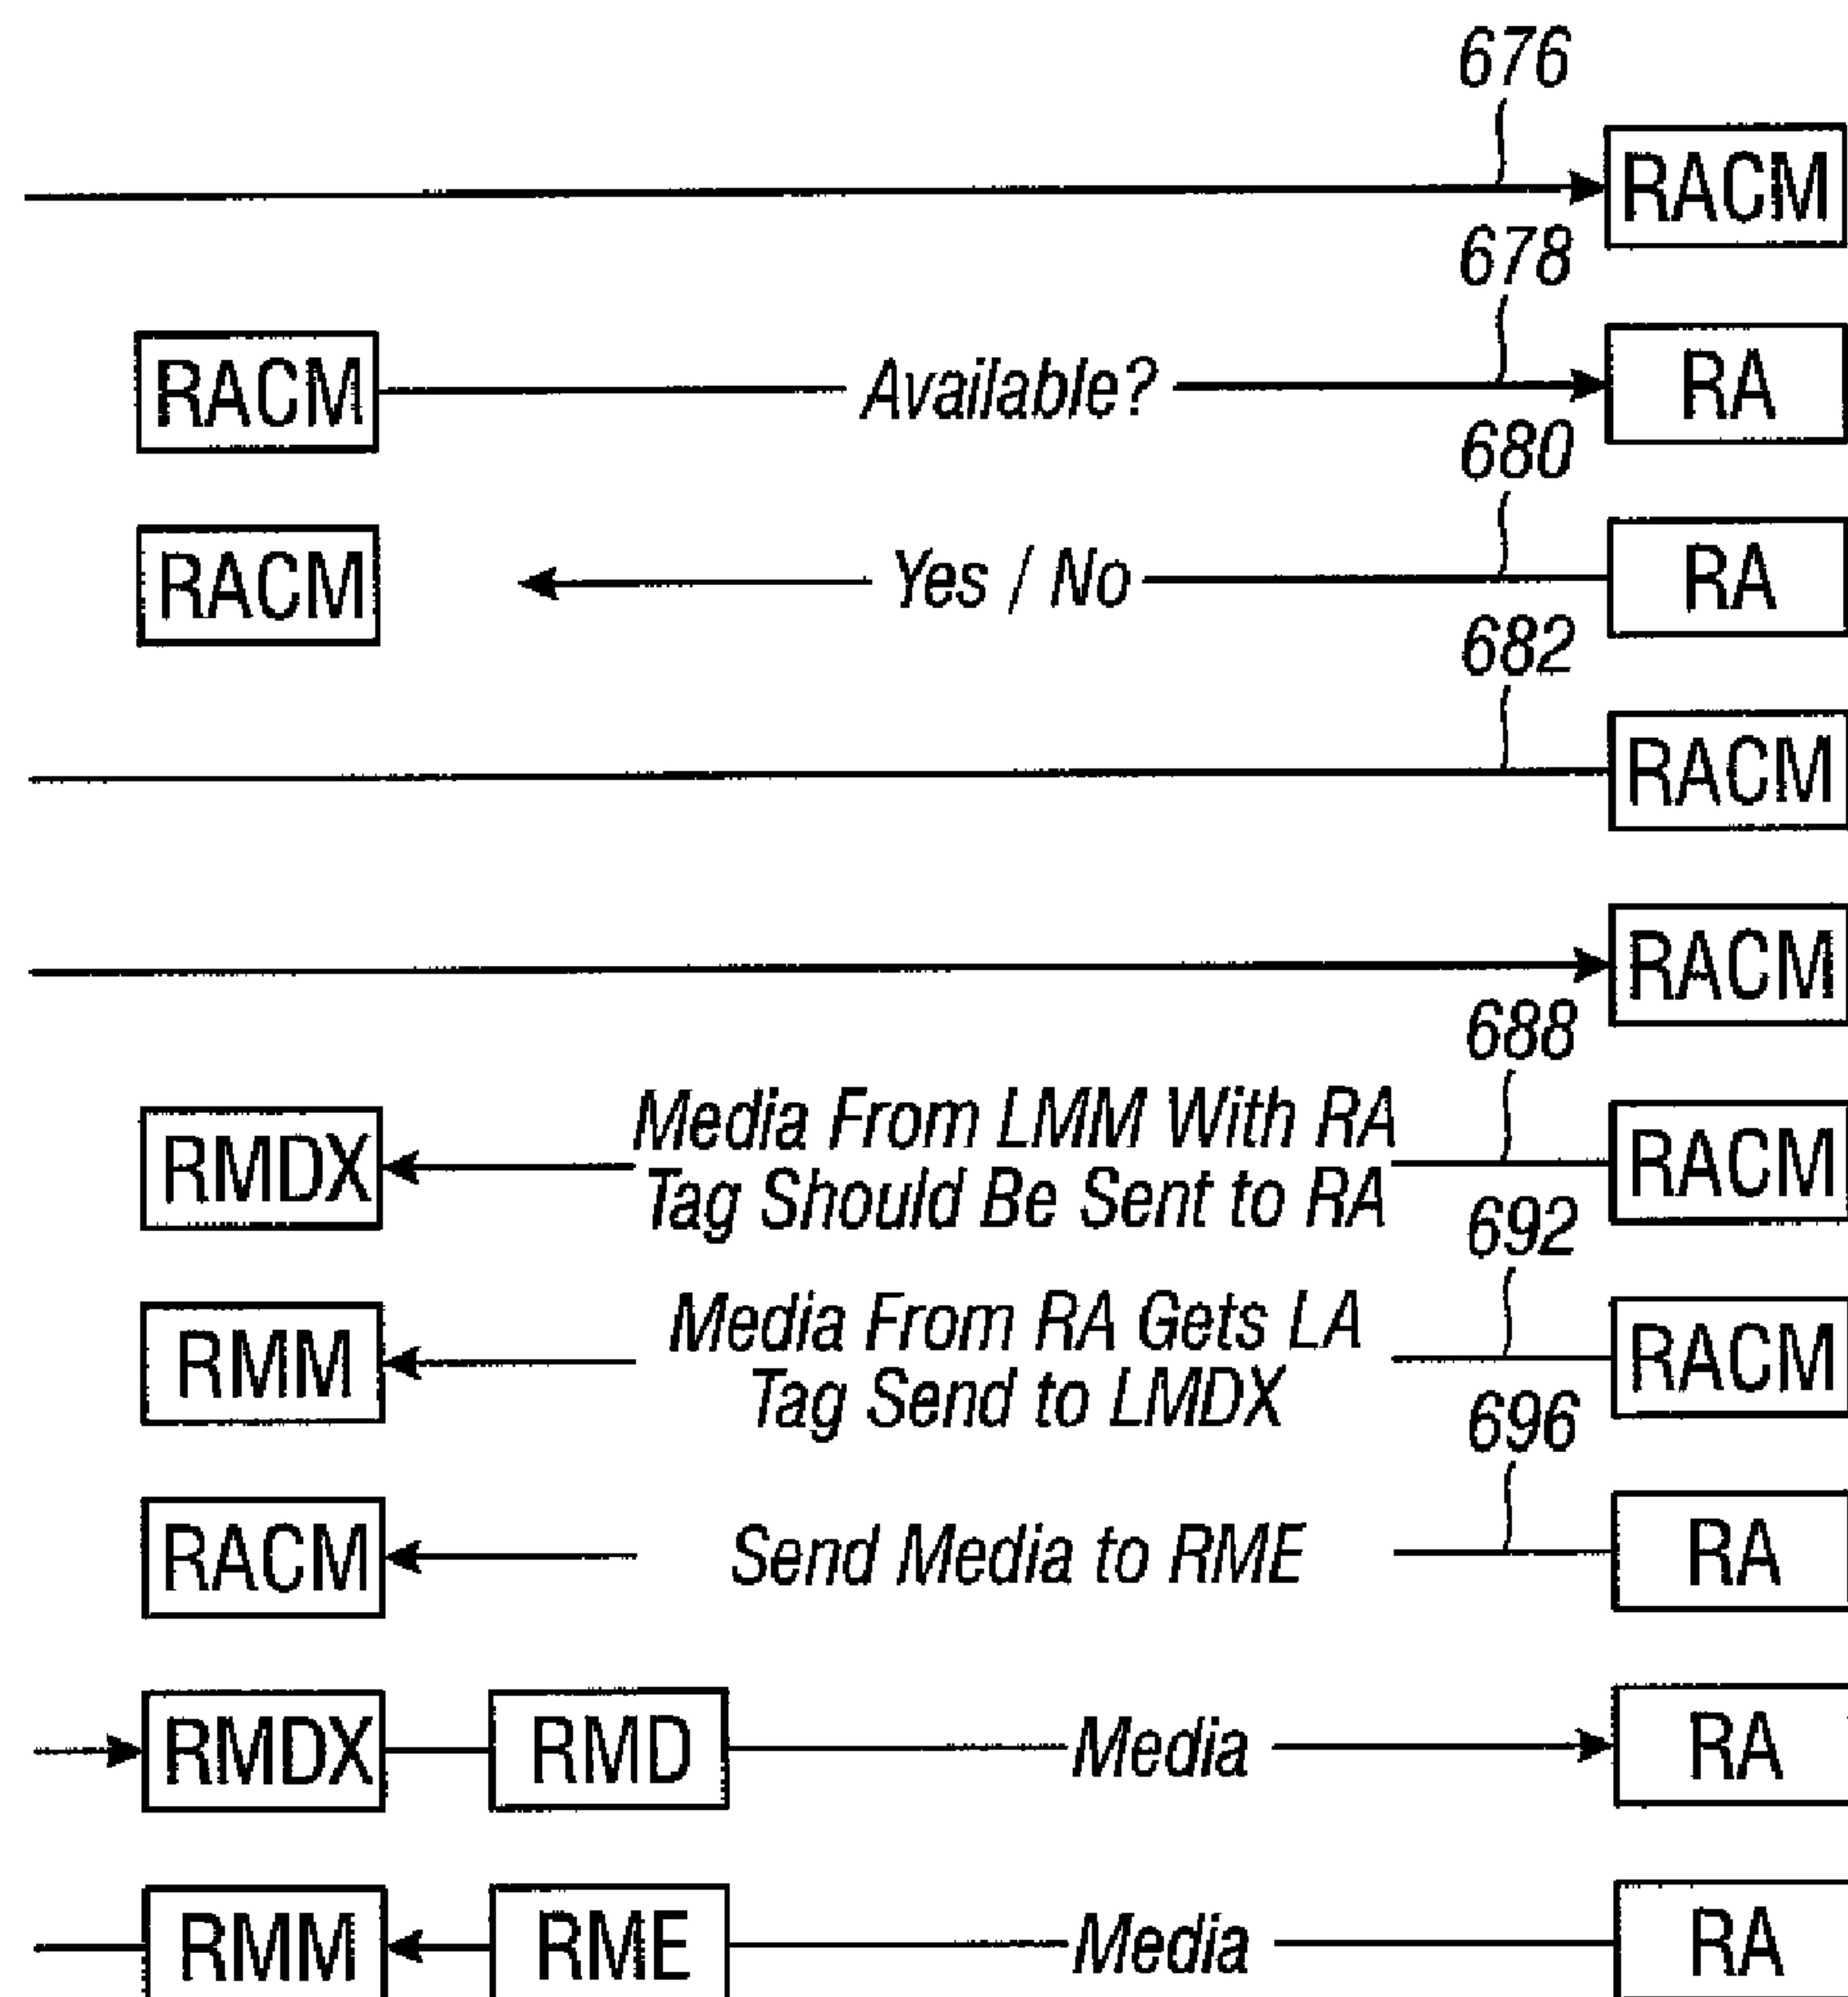 676
RACM
678
RACM Available? RA
680
RACM Yes / No RA
682
RACM
RACM
688
Media From LMM With RA
RMDX RACM
Tag Should Be Sent to RA
692
Media From RA Gets LA
RMM RACM
Tag Send to LMDX
696
RACM Send Media to RME RA
RMDX RMD Media RA
RMM RME Media RA